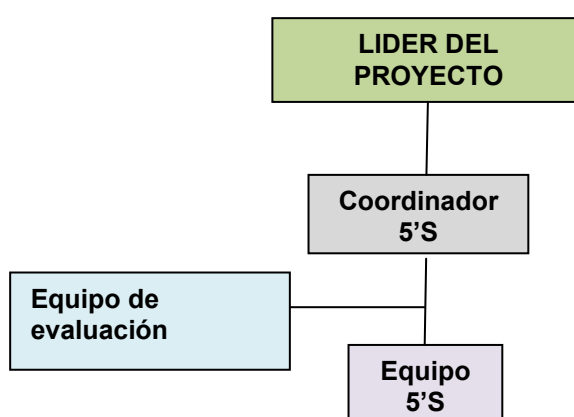 LIDER DEL
PROYECTO
Coordinador
5’S
Equipo de
evaluación
Equipo
5’S